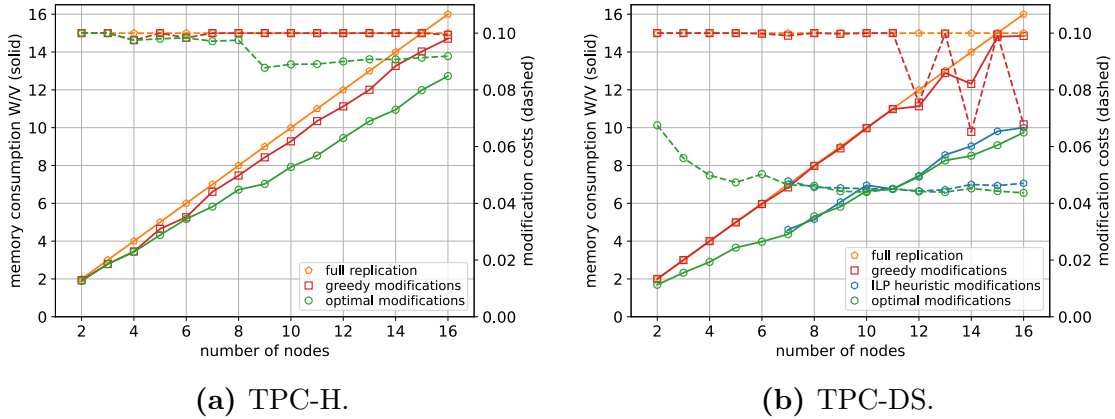 memory consumption W/V (solid)
16
14
12
10
8
6
4
2
0
2 4 6 8 10 12 14 16
number of nodes
0.10
0.08
0.06
0.04
0.02
0.00
modification costs (dashed)
full replication
greedy modifications
optimal modifications
(a) TPC-H.
memory consumption W/V (solid)
16
14
12
10
8
6
4
2
0
2 4 6 8 10 12 14 16
number of nodes
0.10
0.08
0.06
0.04
0.02
0.00
modification costs (dashed)
full replication
greedy modifications
ILP heuristic modifications
optimal modifications
(b) TPC-DS.